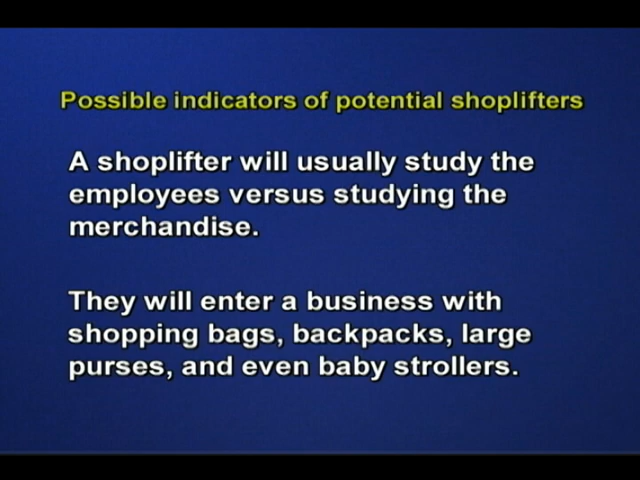 Possible indicators of potential shoplifters
A shoplifter will usually study the
employees versus studying the
merchandise.
They will enter a business with
shopping bags, backpacks, large
purses, and even baby strollers.